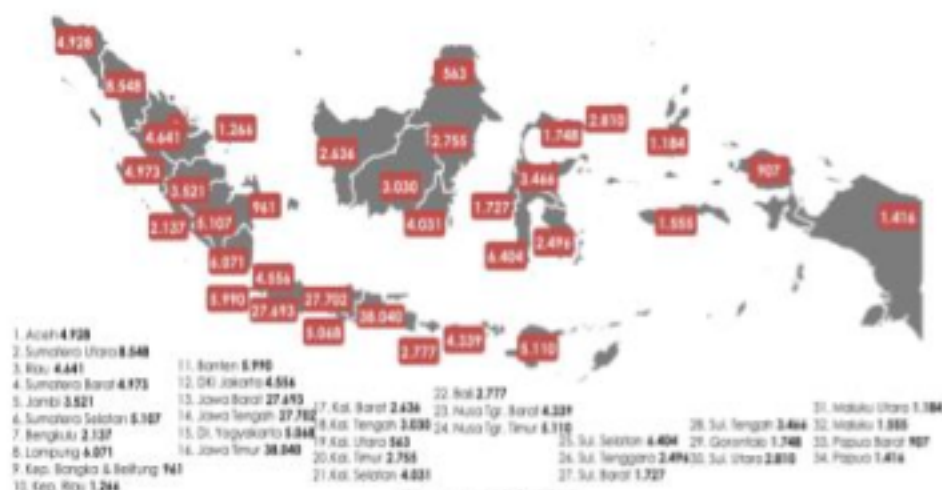 4.928
8.548
4.641
1.266
4.973
3.521
961
2.137
5.107
6.071
4.556
5.990
27.693
27.702
5.068
38.040
2.777
4.339
5.110
563
2.636
2.755
3.030
4.031
1.748
2.810
3.466
1.727
2.496
6.404
1.184
907
1.555
1.416
1. Aceh 4.928
2. Sumatera Utara 8.548
3. Riau 4.641
4. Sumatera Barat 4.973
5. Jambi 3.521
6. Sumatera Selatan 5.107
7. Bengkulu 2.137
8. Lampung 6.071
9. Kep. Bangka & Belitung 961
10. Kep. Riau 1.266
11. Banten 5.990
12. DKI Jakarta 4.556
13. Jawa Barat 27.693
14. Jawa Tengah 27.702
15. DI. Yogyakarta 5.068
16. Jawa Timur 38.040
17. Kal. Barat 2.636
18. Kal. Tengah 3.030
19. Kal. Utara 563
20. Kal. Timur 2.755
21. Kal. Selatan 4.031
22. Bali 2.777
23. Nusa Tgr. Barat 4.339
24. Nusa Tgr. Timur 5.110
25. Sul. Selatan 6.404
26. Sul. Tenggara 2.496
27. Sul. Barat 1.727
28. Sul. Tengah 3.466
29. Gorontalo 1.748
30. Sul. Utara 2.810
31. Maluku Utara 1.184
32. Maluku 1.555
33. Papua Barat 907
34. Papua 1.416